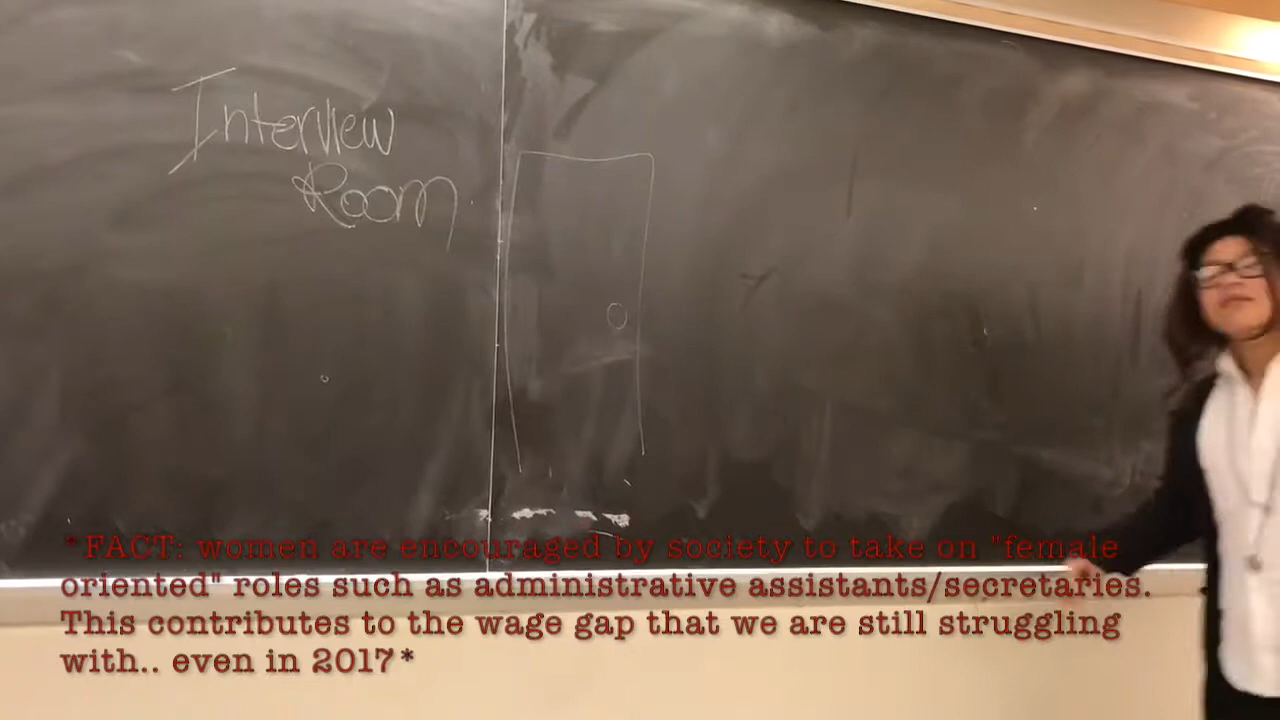 Interview
Room
*FACT: women are encouraged by society to take on "female
oriented" roles such as administrative assistants/secretaries.
This contributes to the wage gap that we are still struggling
with.. even in 2017*